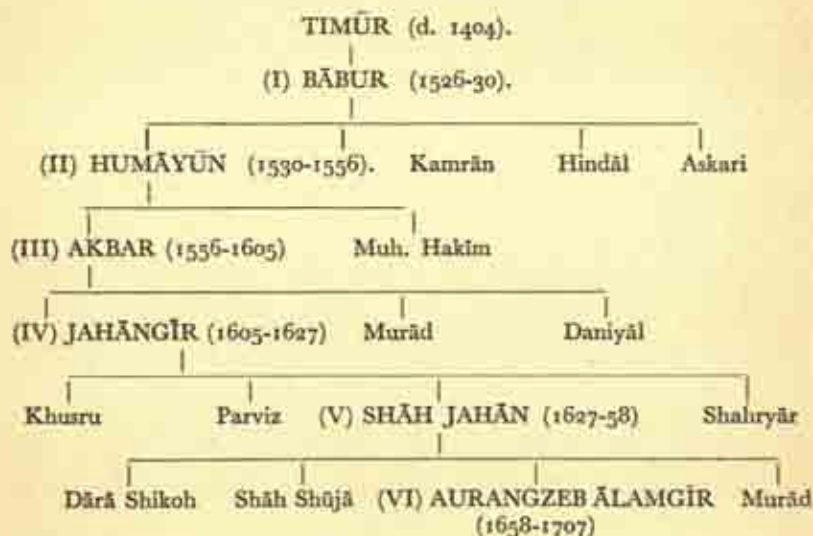 TIMŪR (d. 1404).
(I) BĀBUR (1526-30).
(II) HUMĀYŪN (1530-1556). Kamrān Hindāl Askari
(III) AKBAR (1556-1605) Muh. Hakīm
(IV) JAHĀNGĪR (1605-1627) Murād Daniyāl
Khusru Parviz (V) SHĀH JAHĀN (1627-58) Shahryār
Dārā Shikoh Shāh Shūjā (VI) AURANGZEB ĀLAMGĪR Murād
(1658-1707)